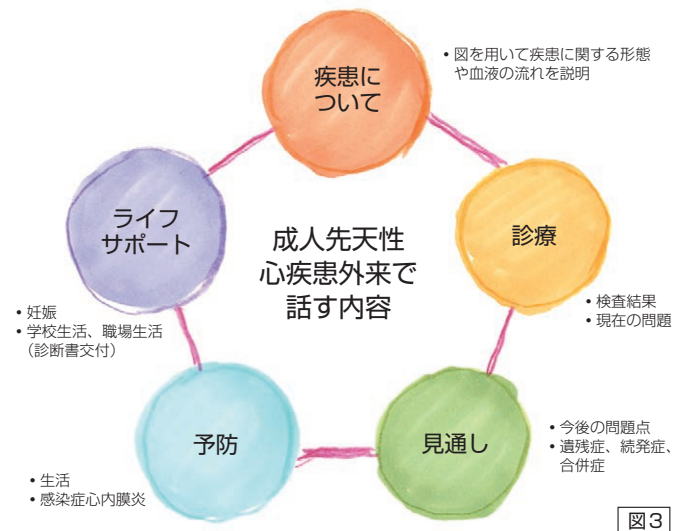 疾患に
ついて
・図を用いて疾患に関する形態
や血液の流れを説明
ライフ
サポート
成人先天性
心疾患外来で
話す内容
診療
・妊娠
・学校生活、職場生活
（診断書交付）
・検査結果
・現在の問題
予防
見通し
・今後の問題点
・遺残症、続発症、
合併症
・生活
・感染症心内膜炎
図3